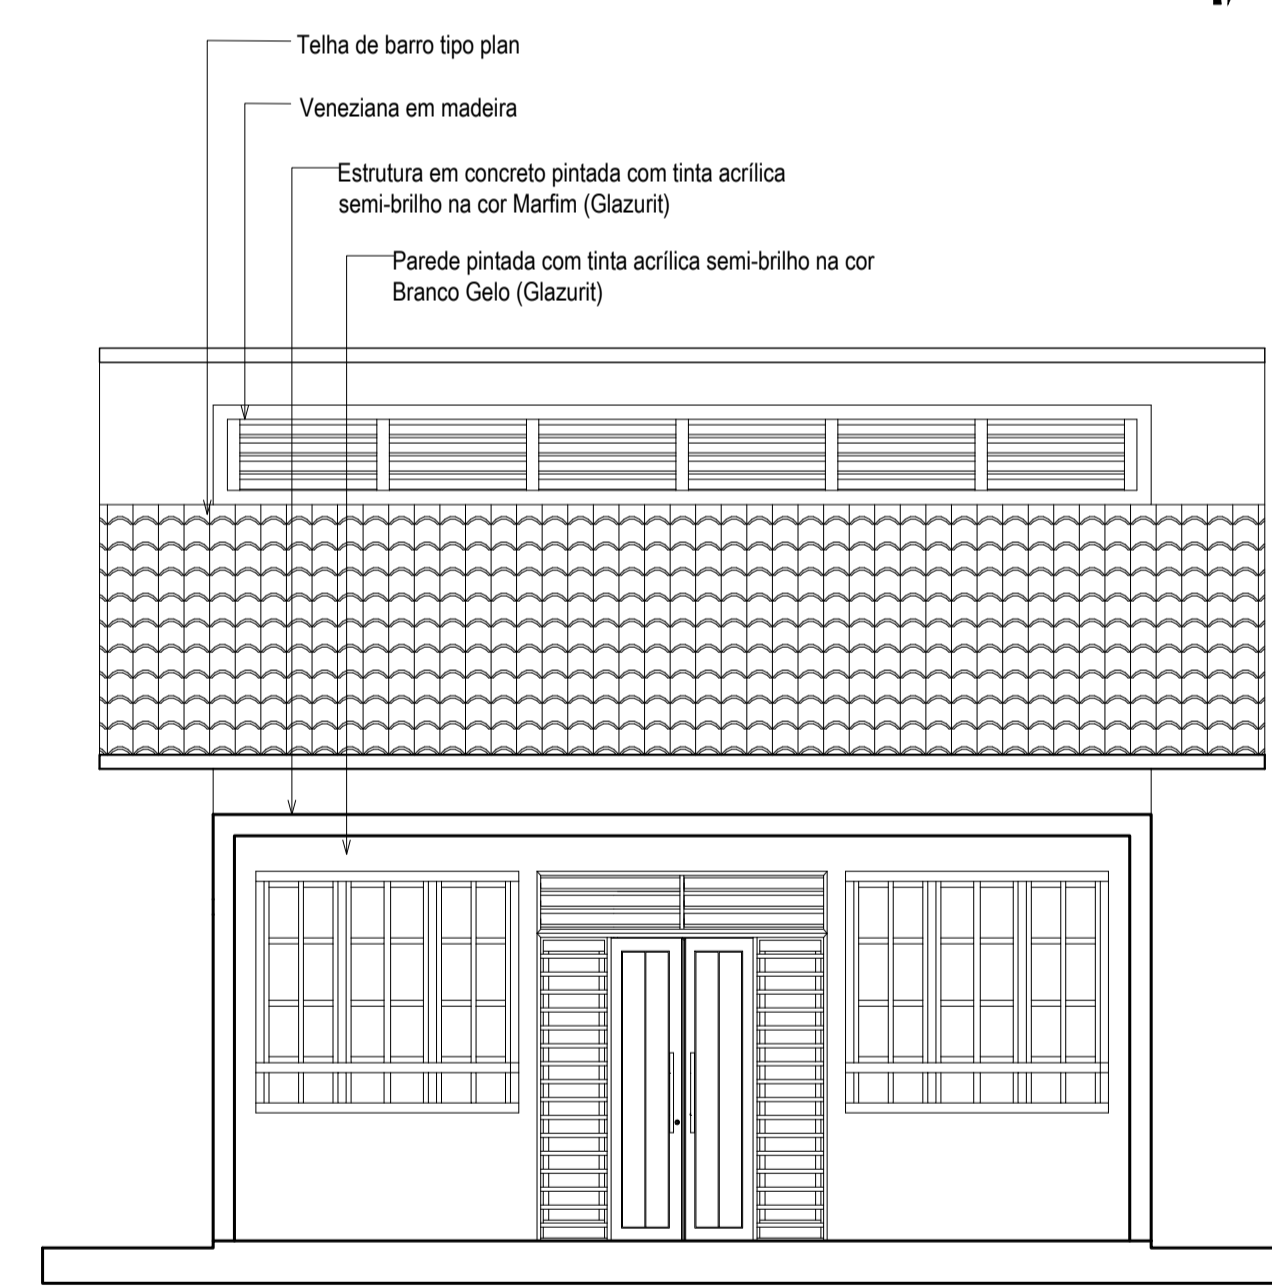 Telha de barro tipo plan
Veneziana em madeira
Estrutura em concreto pintada com tinta acrílica
semi-brilho na cor Marfim (Glazurit)
Parede pintada com tinta acrílica semi-brilho na cor
Branco Gelo (Glazurit)